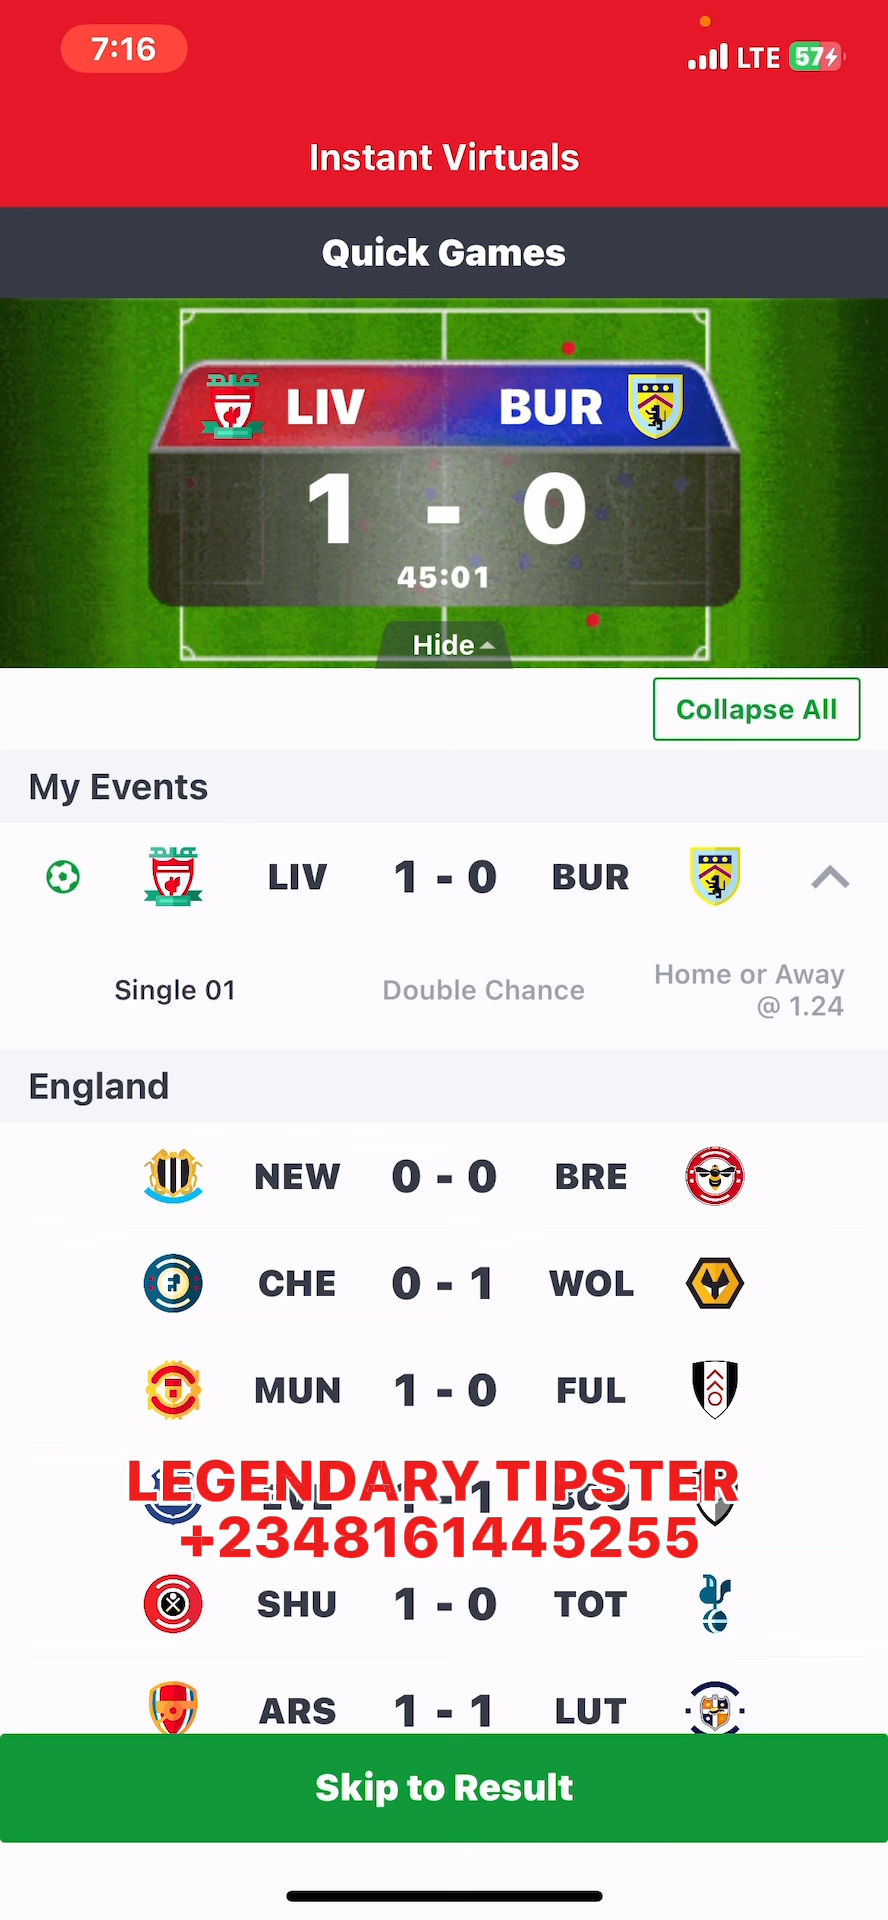 7:16
LTE 57
Instant Virtuals
Quick Games
LIV BUR
1 - 0
45:01
Hide
Collapse All
My Events
LIV 1 - 0 BUR
Single 01 Double Chance Home or Away
@ 1.24
England
NEW 0 - 0 BRE
CHE 0 - 1 WOL
MUN 1 - 0 FUL
LEGENDARY TIPSTER
1 - 1
+2348161445255
SHU 1 - 0 TOT
ARS 1 - 1 LUT
Skip to Result